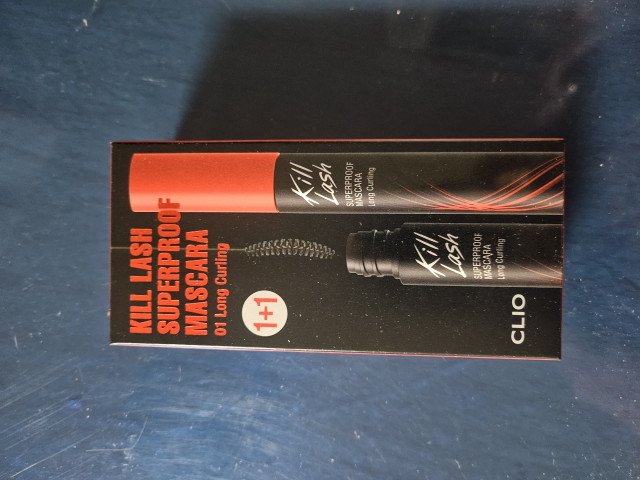 KILL LASH
SUPERPROOF
MASCARA
01 Long Curling
1+1
Kill
Lash
SUPERPROOF
MASCARA
Long Curling
Kill
Lash
SUPERPROOF
MASCARA
Long Curling
CLIO